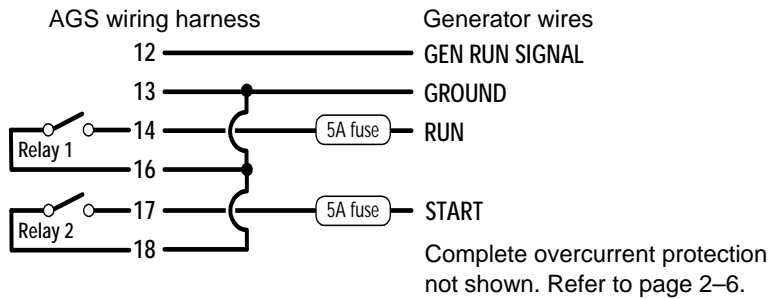 AGS wiring harness
Generator wires
12
GEN RUN SIGNAL
13
GROUND
14
5A fuse
RUN
Relay 1
16
17
5A fuse
START
Relay 2
18
Complete overcurrent protection
not shown. Refer to page 2–6.